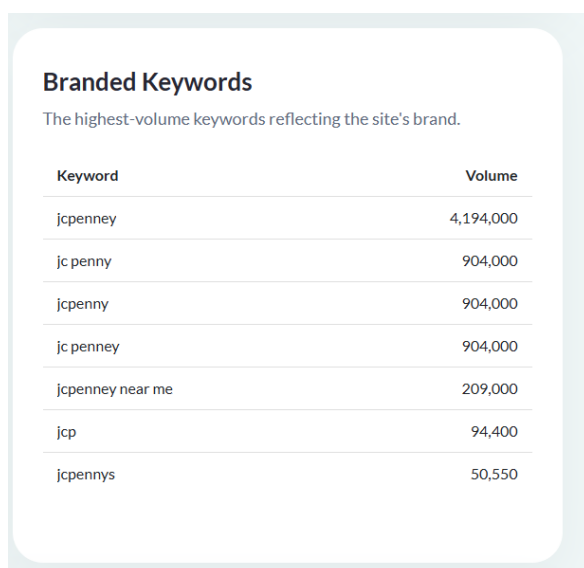 Branded Keywords
The highest-volume keywords reflecting the site's brand.
Keyword Volume
jcpenney 4,194,000
jc penny 904,000
jcpenny 904,000
jc penney 904,000
jcpenney near me 209,000
jcp 94,400
jcpennys 50,550